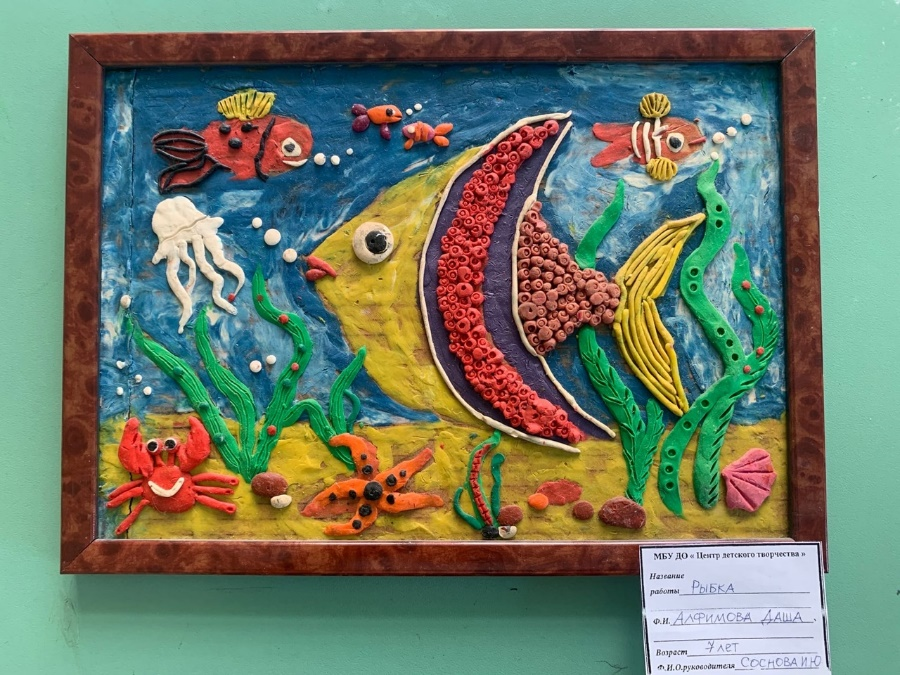 МБУ ДО « Центр детского творчества »
Название
работы РЫБКА
Ф.И. АЛФИМОВА ДАША
Возраст 7 лет
Ф.И.О.руководителя СОСНОВА И Ю